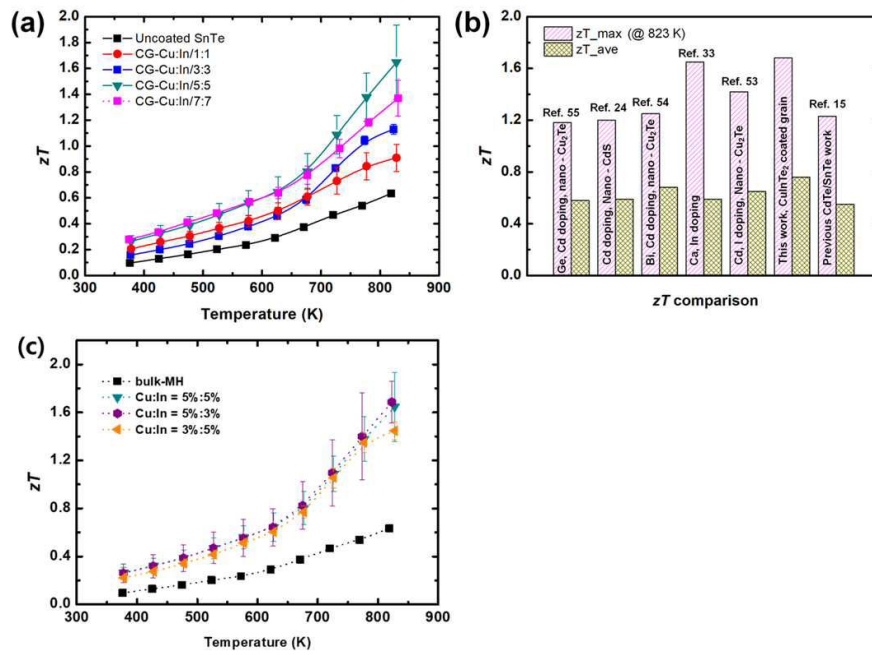 (a)
2.0
1.8
1.6
1.4
1.2
1.0
0.8
0.6
0.4
0.2
0.0
zT
Uncoated SnTe
CG-Cu:In/1:1
CG-Cu:In/3:3
CG-Cu:In/5:5
CG-Cu:In/7:7
300 400 500 600 700 800 900
Temperature (K)
(b)
zT_max (@ 823 K)
zT_ave
2.4
1.8
1.2
0.6
0.0
zT
Ref. 55
Ref. 24
Ref. 54
Ref. 33
Ref. 53
Ref. 15
Ge, Cd doping, nano - Cu₂Te
Cd doping, Nano - CdS
Bi, Cd doping, nano - Cu₂Te
Ca, In doping
Cd, I doping, Nano - Cu₂Te
This work, CuInTe₂ coated grain
Previous CdTe/SnTe work
zT comparison
(c)
2.0
1.6
1.2
0.8
0.4
0.0
zT
bulk-MH
Cu:In = 5%:5%
Cu:In = 5%:3%
Cu:In = 3%:5%
300 400 500 600 700 800 900
Temperature (K)